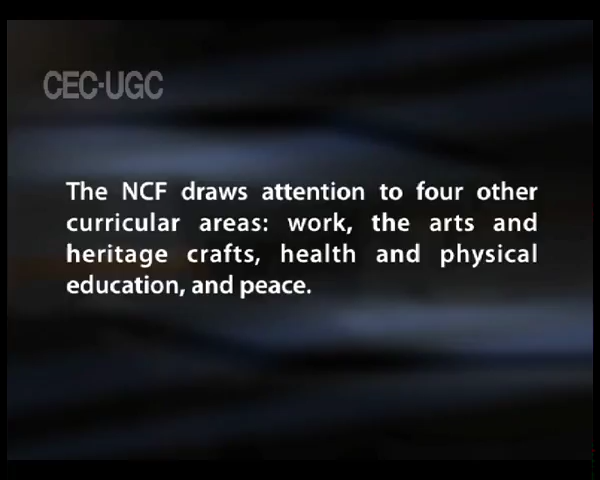 CEC-UGC
The NCF draws attention to four other
curricular areas: work, the arts and
heritage crafts, health and physical
education, and peace.